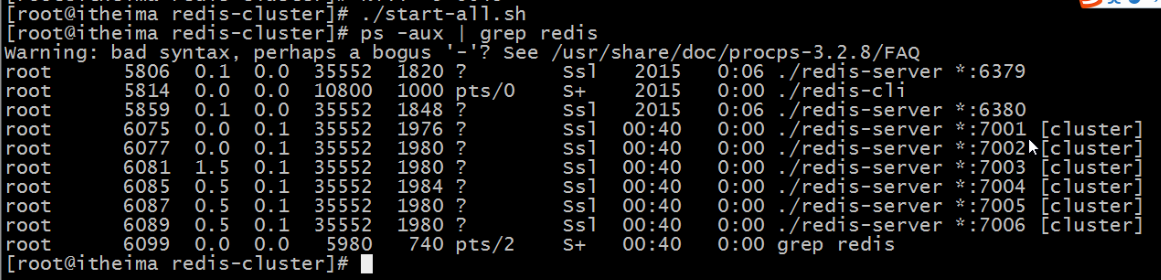 [root@itheima redis-cluster]# ./start-all.sh
[root@itheima redis-cluster]# ps -aux | grep redis
Warning: bad syntax, perhaps a bogus '-'? See /usr/share/doc/procps-3.2.8/FAQ
root      5806  0.1  0.0  35552  1820 ?        Ssl   2015   0:06 ./redis-server *:6379
root      5814  0.0  0.0  10800  1000 pts/0    S+    2015   0:00 ./redis-cli
root      5859  0.1  0.0  35552  1848 ?        Ssl   2015   0:06 ./redis-server *:6380
root      6075  0.0  0.1  35552  1976 ?        Ssl  00:40   0:00 ./redis-server *:7001 [cluster]
root      6077  0.0  0.1  35552  1980 ?        Ssl  00:40   0:00 ./redis-server *:7002 [cluster]
root      6081  1.5  0.1  35552  1980 ?        Ssl  00:40   0:00 ./redis-server *:7003 [cluster]
root      6085  0.5  0.1  35552  1984 ?        Ssl  00:40   0:00 ./redis-server *:7004 [cluster]
root      6087  0.5  0.1  35552  1980 ?        Ssl  00:40   0:00 ./redis-server *:7005 [cluster]
root      6089  0.5  0.1  35552  1980 ?        Ssl  00:40   0:00 ./redis-server *:7006 [cluster]
root      6099  0.0  0.0   5980   740 pts/2    S+   00:40   0:00 grep redis
[root@itheima redis-cluster]#